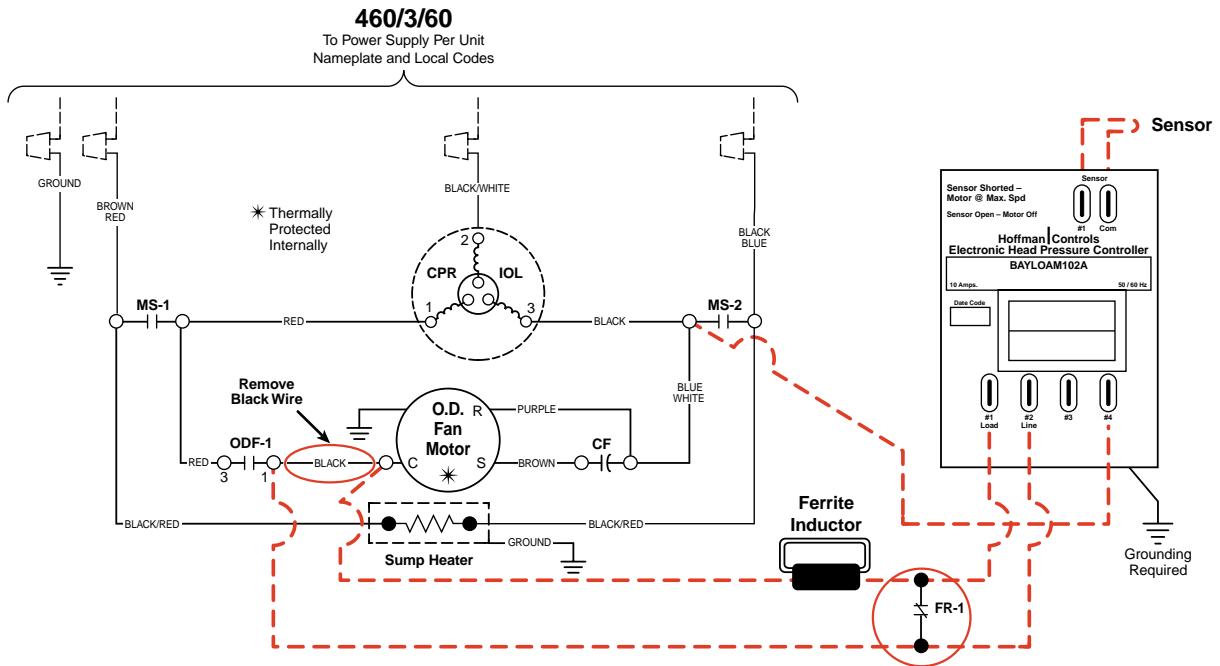 460/3/60
To Power Supply Per Unit
Nameplate and Local Codes
Sensor
GROUND
BROWN
RED
✴ Thermally
Protected
Internally
BLACK/WHITE
BLACK
BLUE
2
CPR
IOL
1
3
MS-1
RED
BLACK
MS-2
Remove
Black Wire
O.D.
Fan
Motor
✴
R
C
S
PURPLE
BLUE
WHITE
RED
ODF-1
3
1
BLACK
BROWN
CF
BLACK/RED
BLACK/RED
GROUND
Sump Heater
Ferrite
Inductor
FR-1
Sensor Shorted –
Motor @ Max. Spd
Sensor Open – Motor Off
Sensor
#1
Com
Hoffman Controls
Electronic Head Pressure Controller
BAYLOAM102A
10 Amps.
50 / 60 Hz
Date Code
#1
Load
#2
Line
#3
#4
Grounding
Required